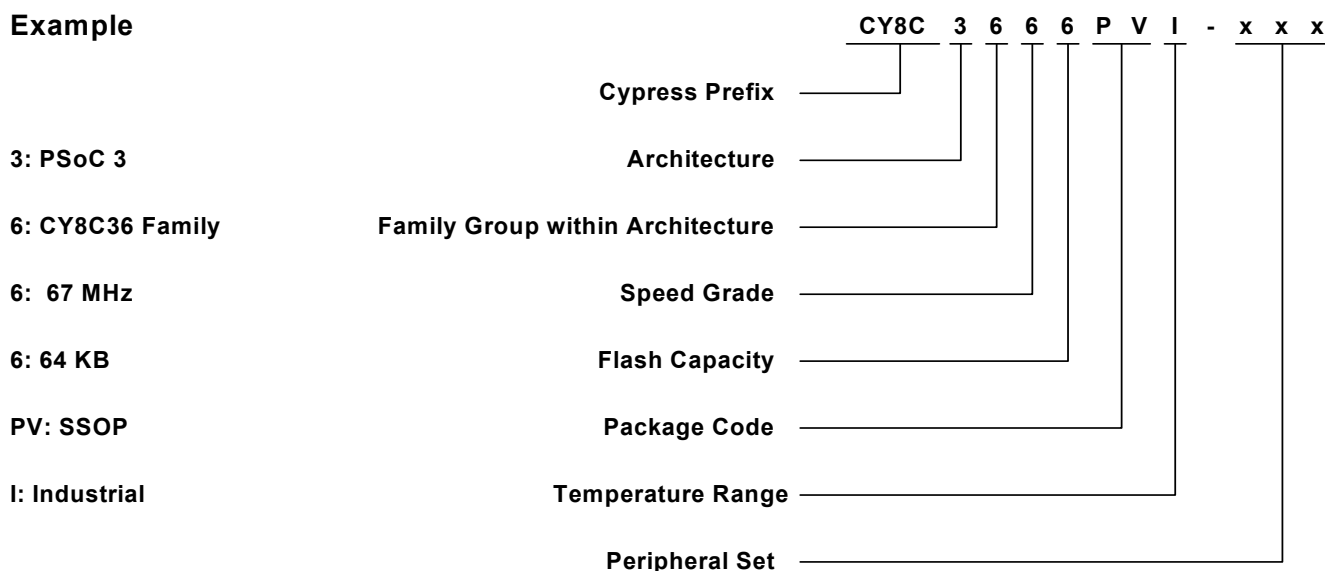 Example CY8C 3 6 6 6 P V I - x x x
Cypress Prefix
3: PSoC 3 Architecture
6: CY8C36 Family Family Group within Architecture
6: 67 MHz Speed Grade
6: 64 KB Flash Capacity
PV: SSOP Package Code
I: Industrial Temperature Range
Peripheral Set